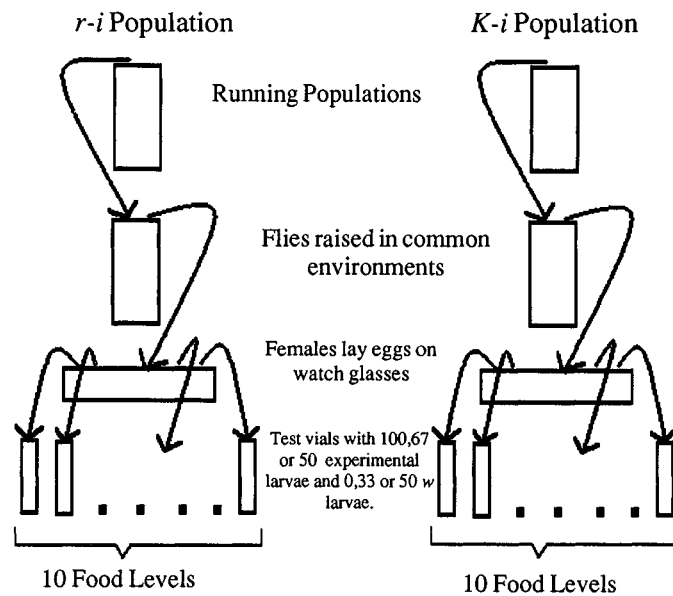 r-i Population
K-i Population
Running Populations
Flies raised in common
environments
Females lay eggs on
watch glasses
Test vials with 100,67
or 50 experimental
larvae and 0,33 or 50 w
larvae.
10 Food Levels
10 Food Levels